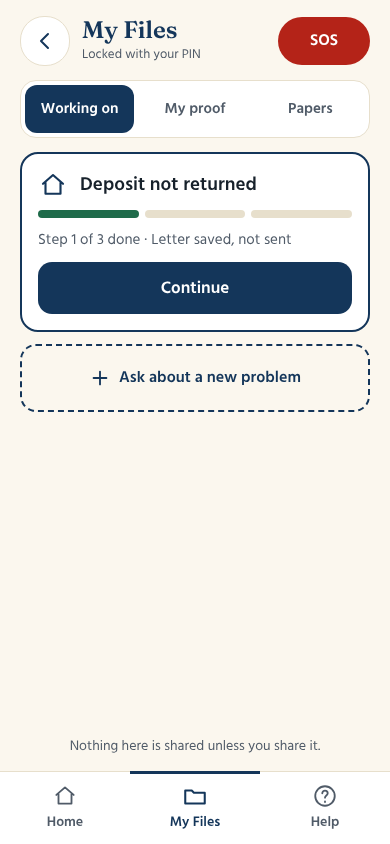 My Files
Locked with your PIN
SOS
Working on
My proof
Papers
Deposit not returned
Step 1 of 3 done · Letter saved, not sent
Continue
Ask about a new problem
Nothing here is shared unless you share it.
Home
My Files
Help